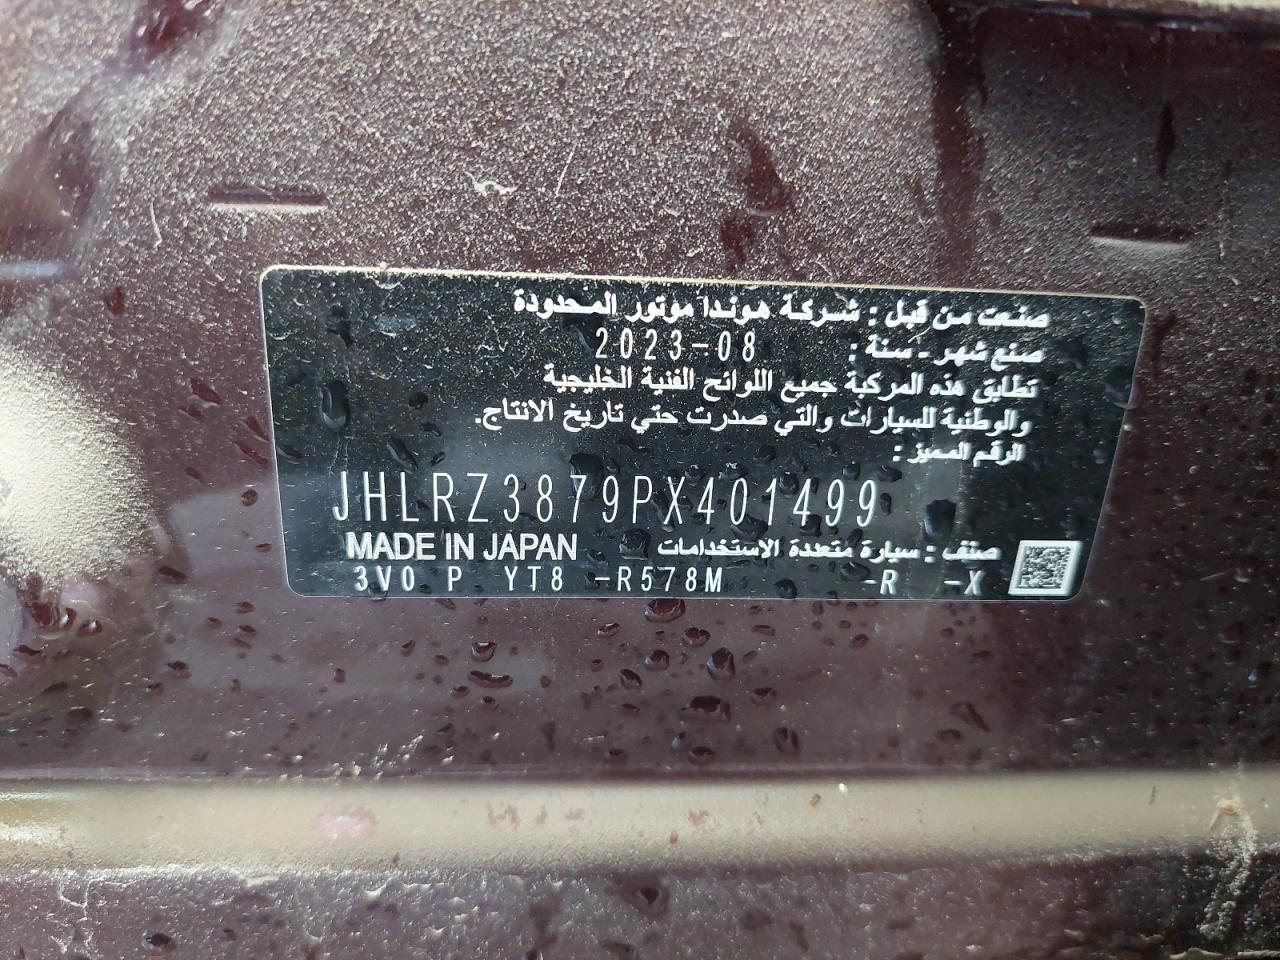 صنعت من قبل : شركة هوندا موتور المحدودة
صنع شهر - سنة : 2023-08
تطابق هذه المركبة جميع اللوائح الفنية الخليجية
والوطنية للسيارات والتي صدرت حتي تاريخ الانتاج.
الرقم المميز :
JHLRZ3879PX401499
صنف : سيارة متعددة الاستخدامات MADE IN JAPAN
3V0 P YT8 -R578M -R -X